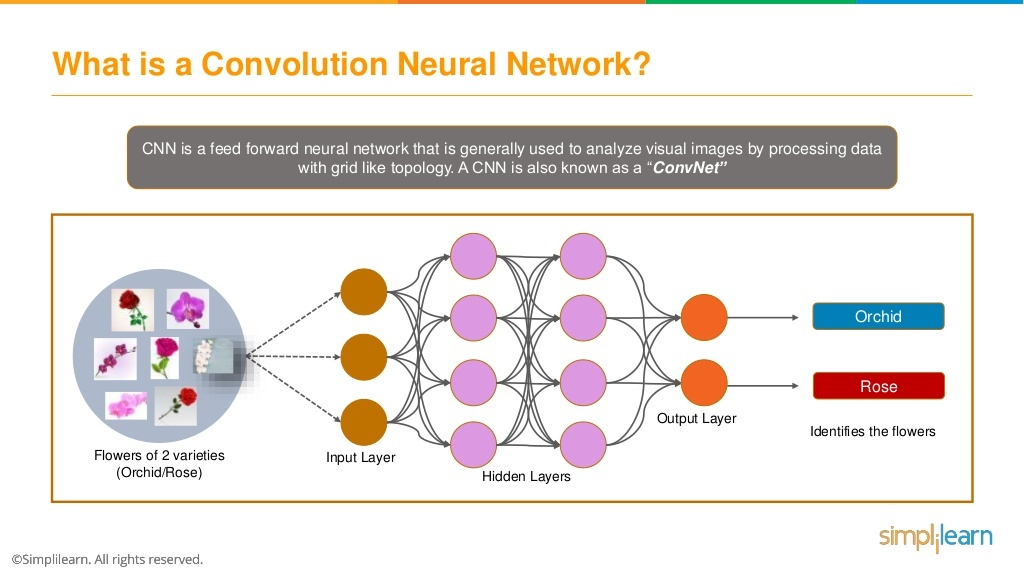 What is a Convolution Neural Network?
CNN is a feed forward neural network that is generally used to analyze visual images by processing data
with grid like topology. A CNN is also known as a “ConvNet”
Orchid
Rose
Output Layer
Identifies the flowers
Flowers of 2 varieties
(Orchid/Rose)
Input Layer
Hidden Layers
simplilearn
©Simplilearn. All rights reserved.